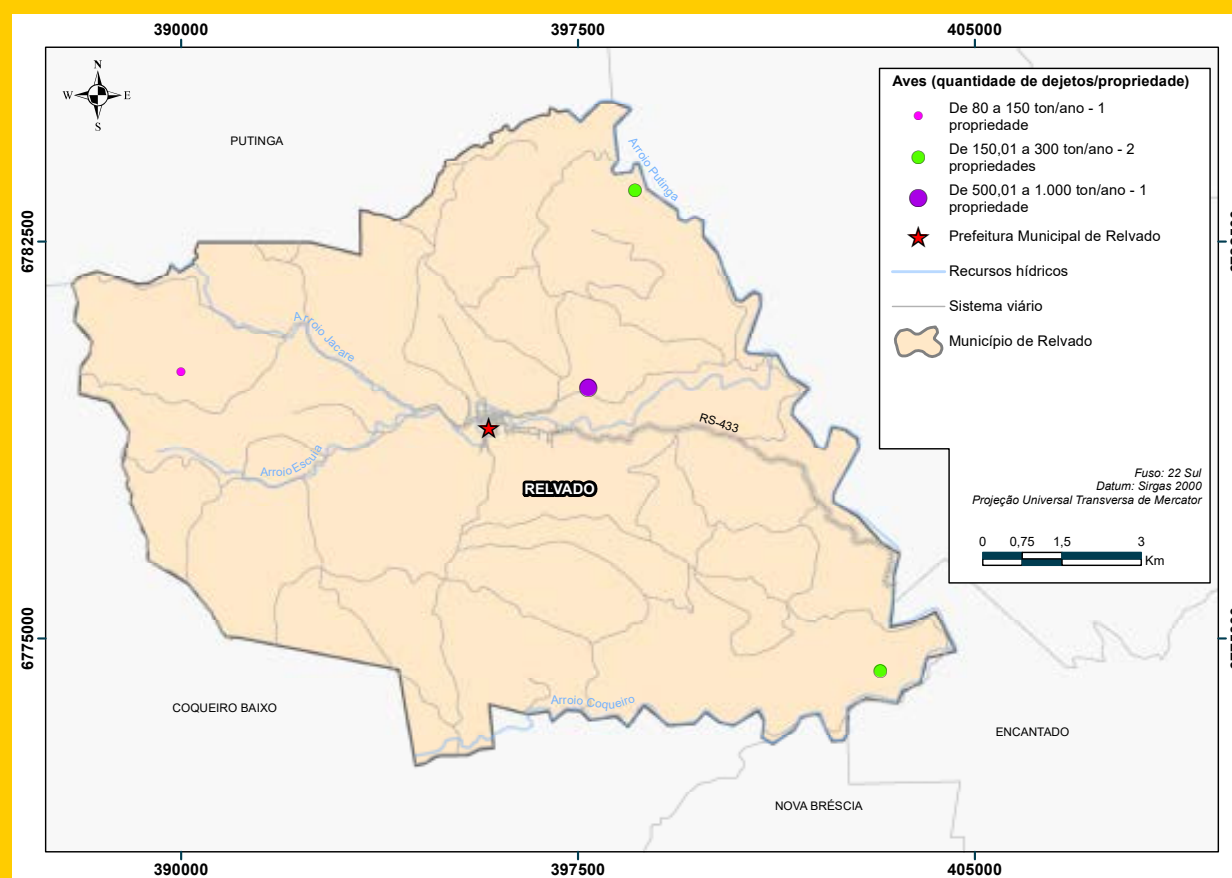 390000
397500
405000
N
W
E
S
Aves (quantidade de dejetos/propriedade)
De 80 a 150 ton/ano - 1
propriedade
De 150,01 a 300 ton/ano - 2
propriedades
De 500,01 a 1.000 ton/ano - 1
propriedade
Prefeitura Municipal de Relvado
Recursos hídricos
Sistema viário
Município de Relvado
Fuso: 22 Sul
Datum: Sirgas 2000
Projeção Universal Transversa de Mercator
0 0,75 1,5 3
Km
PUTINGA
Arroio Putinga
6782500
Arroio Jacare
RS-433
Arroio Escula
RELVADO
6775000
Arroio Coqueiro
COQUEIRO BAIXO
ENCANTADO
NOVA BRÉSCIA
390000
397500
405000